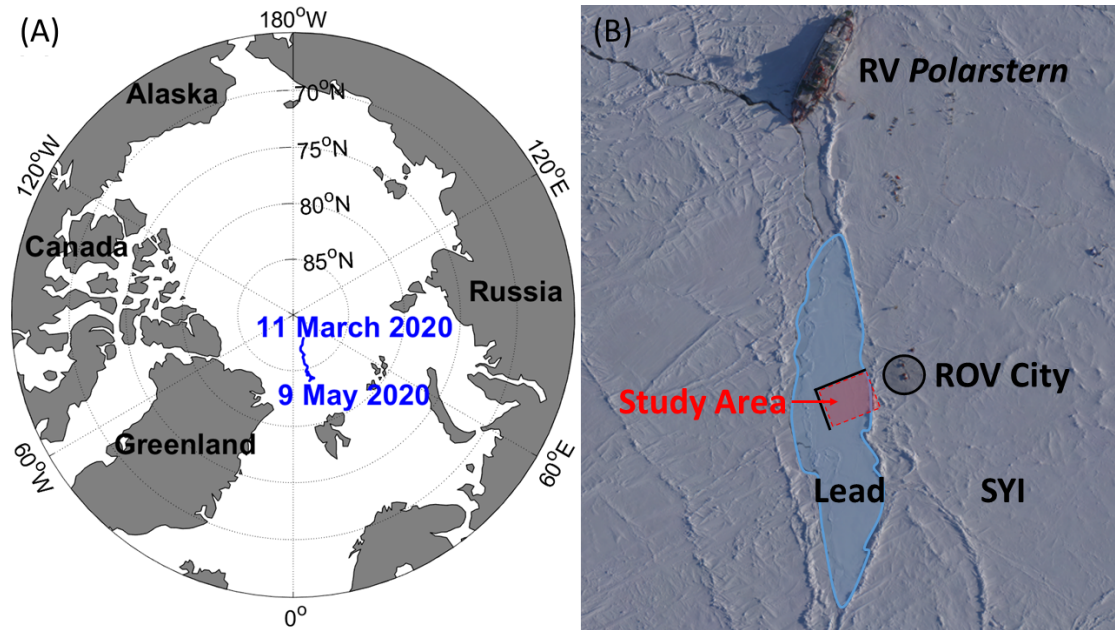 (A)
180°W
Alaska
70°N
75°N
80°N
85°N
120°W
120°E
Canada
Russia
11 March 2020
9 May 2020
Greenland
60°W
60°E
0°
(B)
RV Polarstern
ROV City
Study Area
Lead
SYI